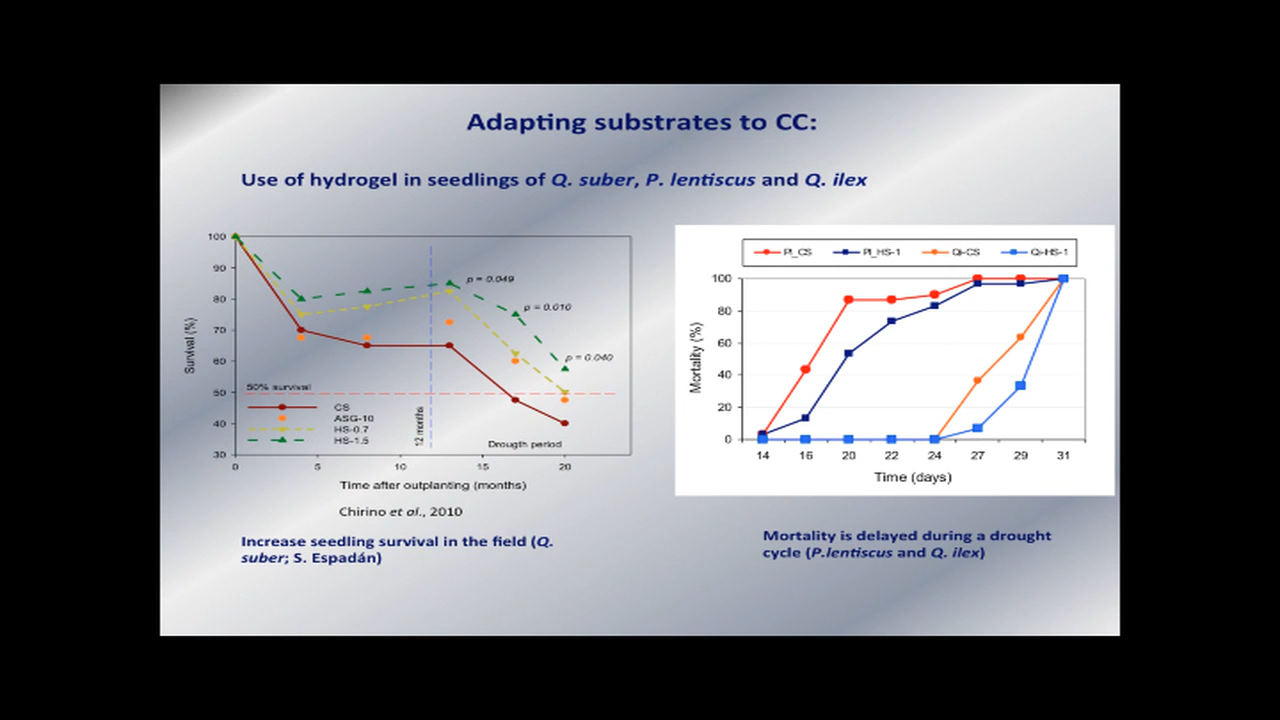 Adapting substrates to CC:
Use of hydrogel in seedlings of Q. suber, P. lentiscus and Q. ilex
100
90
80
70
60
50
40
30
Survival (%)
0 5 10 15 20
Time after outplanting (months)
p = 0.049
p = 0.010
p = 0.040
50% survival
CS
ASG-10
HS-0.7
HS-1.5
12 months
Drougth period
Chirino et al., 2010
Increase seedling survival in the field (Q.
suber; S. Espadán)
Pl_CS Pl_HS-1 Qi-CS Qi-HS-1
100
80
60
40
20
0
Mortality (%)
14 16 20 22 24 27 29 31
Time (days)
Mortality is delayed during a drought
cycle (P.lentiscus and Q. ilex)